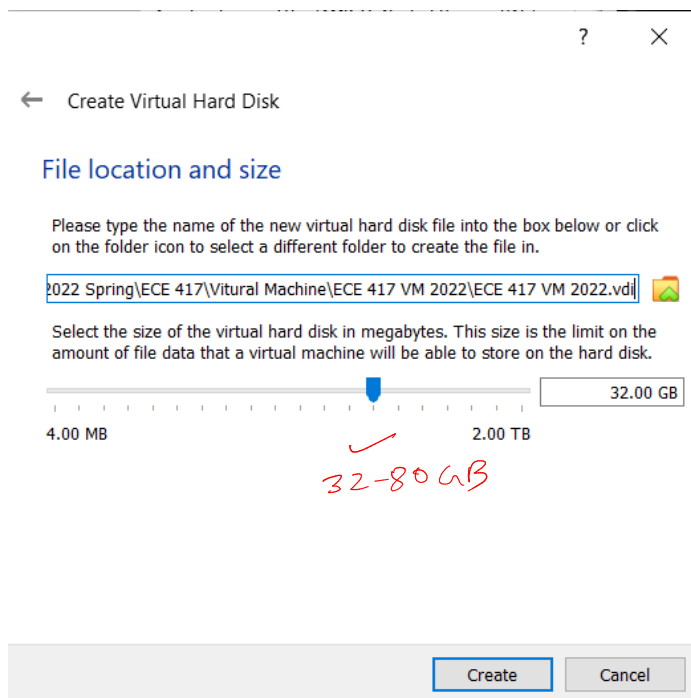 ?
Create Virtual Hard Disk
File location and size
Please type the name of the new virtual hard disk file into the box below or click
on the folder icon to select a different folder to create the file in.
2022 Spring\ECE 417\Vitural Machine\ECE 417 VM 2022\ECE 417 VM 2022.vdi
Select the size of the virtual hard disk in megabytes. This size is the limit on the
amount of file data that a virtual machine will be able to store on the hard disk.
32.00 GB
4.00 MB 2.00 TB
32-80 GB
Create Cancel